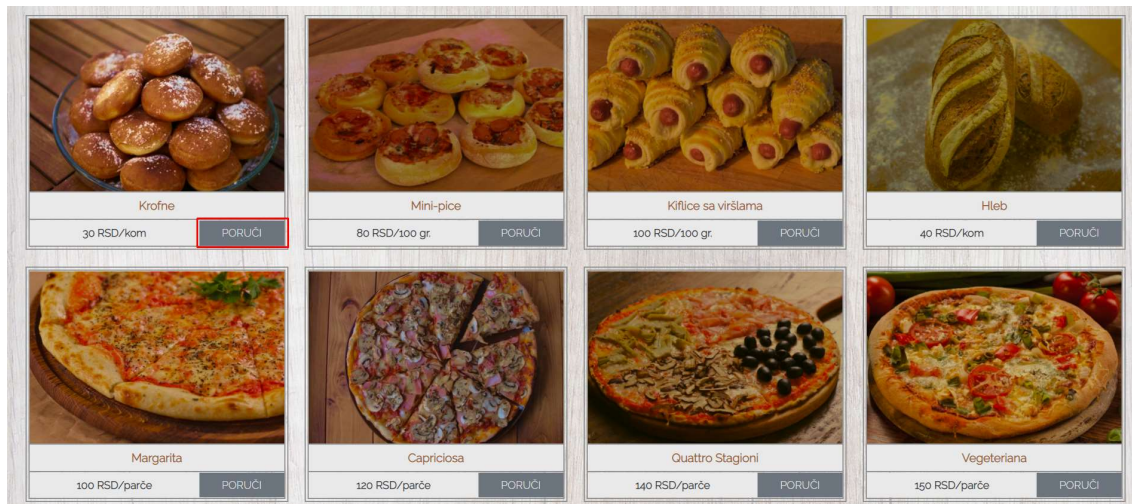 Krofne
30 RSD/kom PORUČI
Mini-pice
80 RSD/100 gr. PORUČI
Kiflice sa viršlama
100 RSD/100 gr. PORUČI
Hleb
40 RSD/kom PORUČI
Margarita
100 RSD/parče PORUČI
Capriciosa
120 RSD/parče PORUČI
Quattro Stagioni
140 RSD/parče PORUČI
Vegeteriana
150 RSD/parče PORUČI